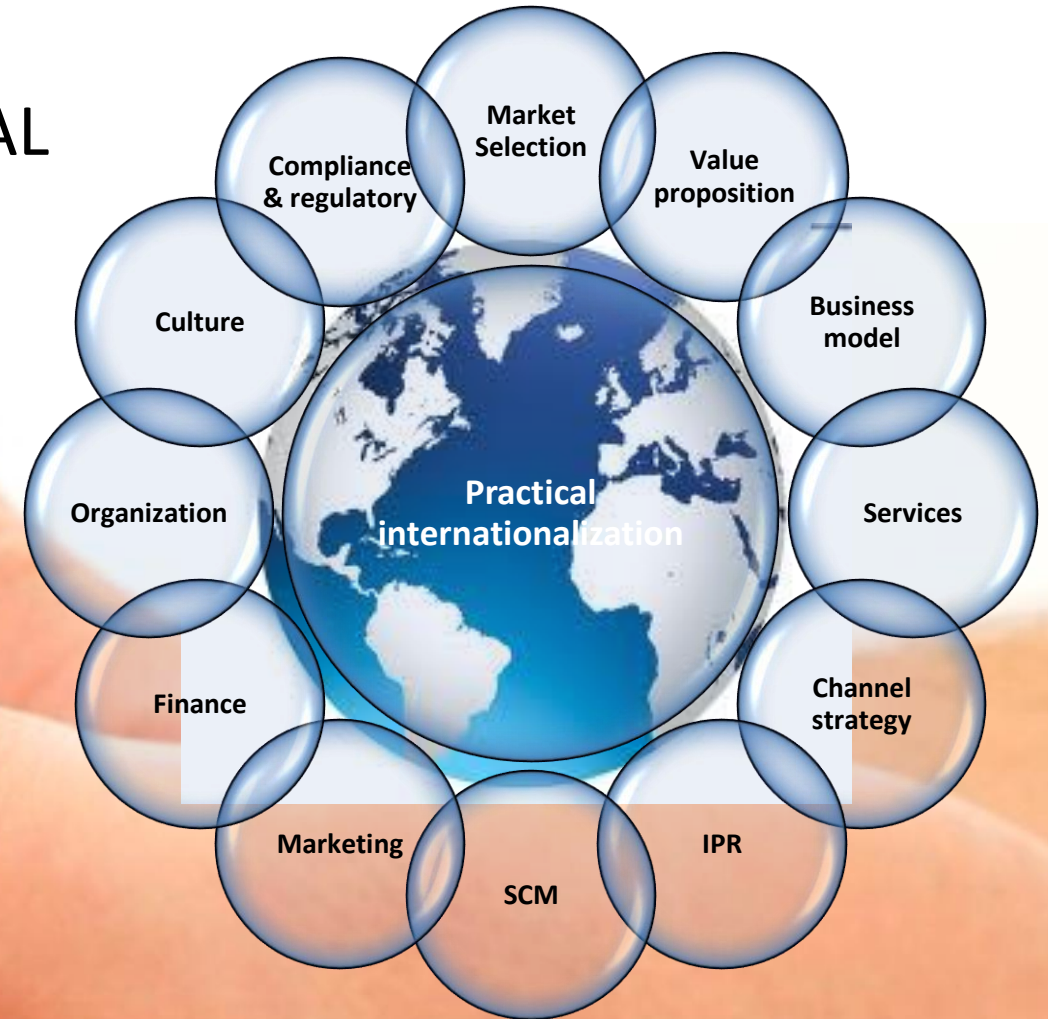 AL
Market
Selection
Value
proposition
Business
model
Services
Channel
strategy
IPR
SCM
Marketing
Finance
Organization
Culture
Compliance
& regulatory
Practical
internationalization